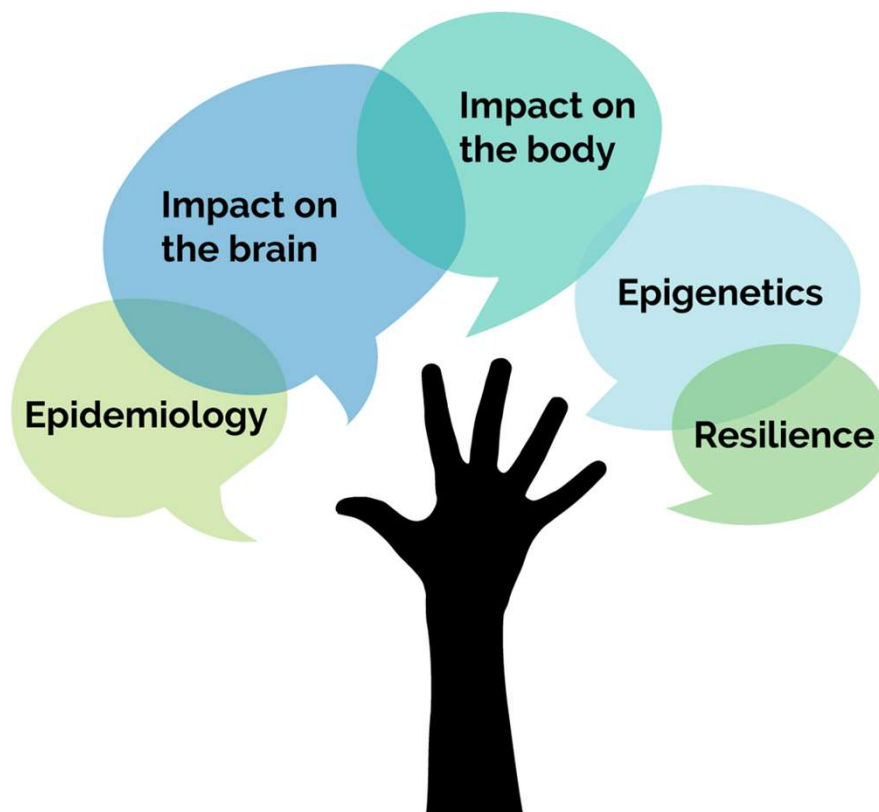 Impact on
the body
Impact on
the brain
Epigenetics
Epidemiology
Resilience